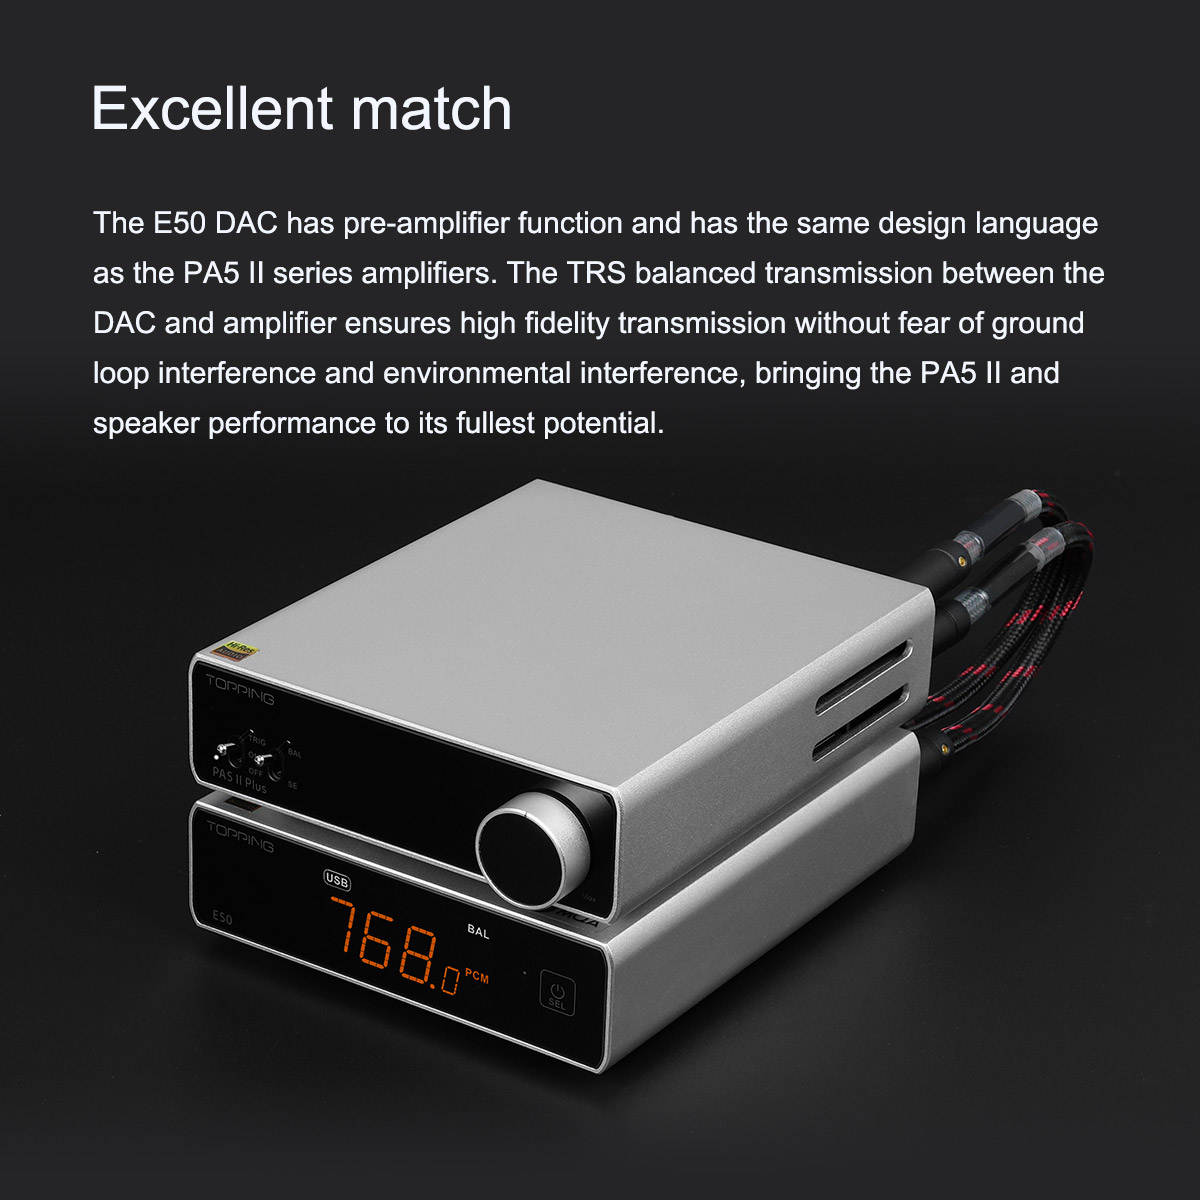 Excellent match
The E50 DAC has pre-amplifier function and has the same design language
as the PA5 II series amplifiers. The TRS balanced transmission between the
DAC and amplifier ensures high fidelity transmission without fear of ground
loop interference and environmental interference, bringing the PA5 II and
speaker performance to its fullest potential.
Hi-Res
AUDIO
TOPPING
TRIG
BAL
ON
OFF
SE
PA5 II Plus
TOPPING
USB
E50
768.0
BAL
PCM
MQA
SEL